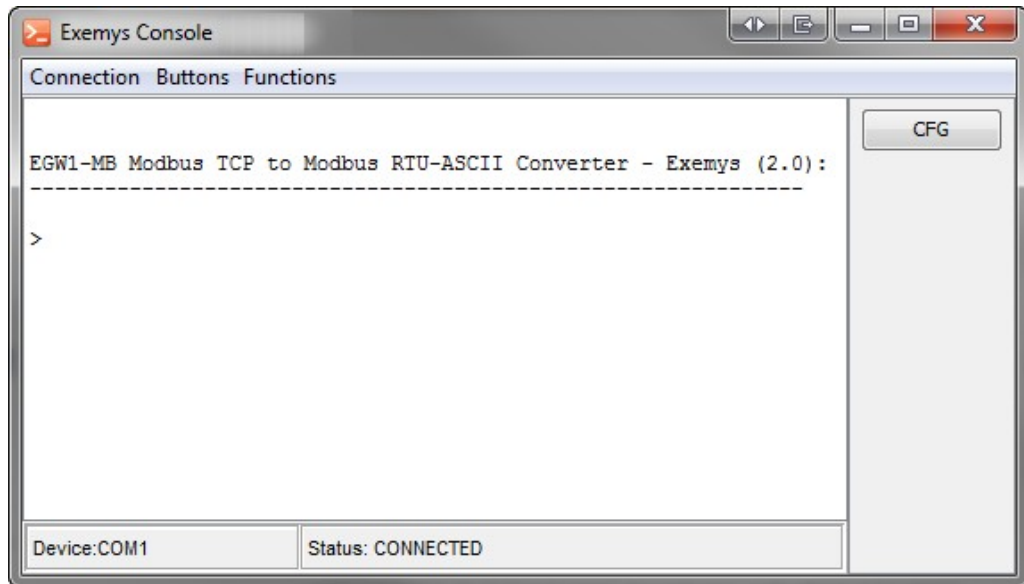 Exemys Console
Connection Buttons Functions
CFG
EGW1-MB Modbus TCP to Modbus RTU-ASCII Converter - Exemys (2.0):
--------------------------------------------------------------
>
Device:COM1
Status: CONNECTED